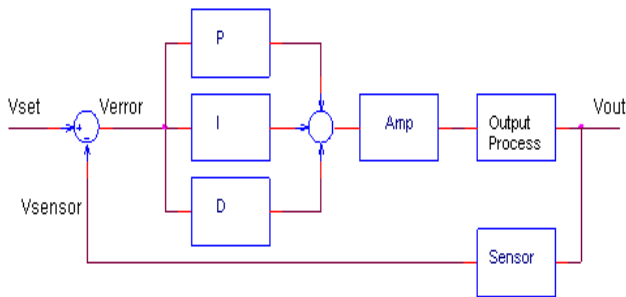 P
Vset
Verror
I
Amp
Output
Process
Vout
+
-
Vsensor
D
Sensor